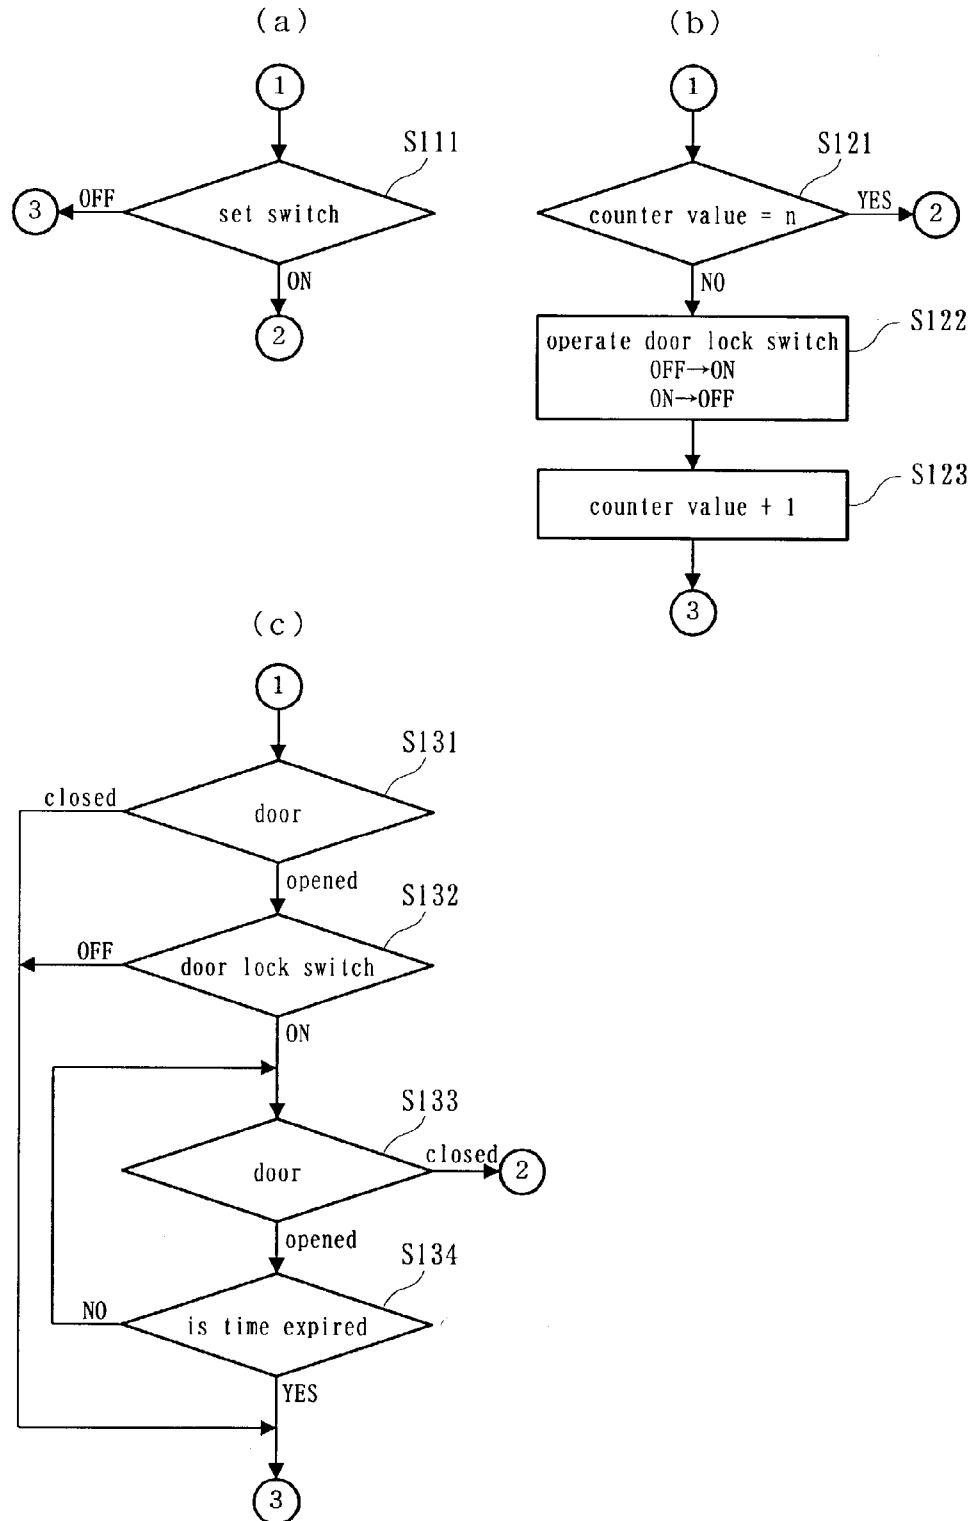 (a)
1
S111
set switch
OFF
3
ON
2
(b)
1
S121
counter value = n
YES
2
NO
S122
operate door lock switch
OFF→ON
ON→OFF
S123
counter value + 1
3
(c)
1
S131
closed
door
opened
S132
OFF
door lock switch
ON
S133
door
closed
2
opened
S134
NO
is time expired
YES
3